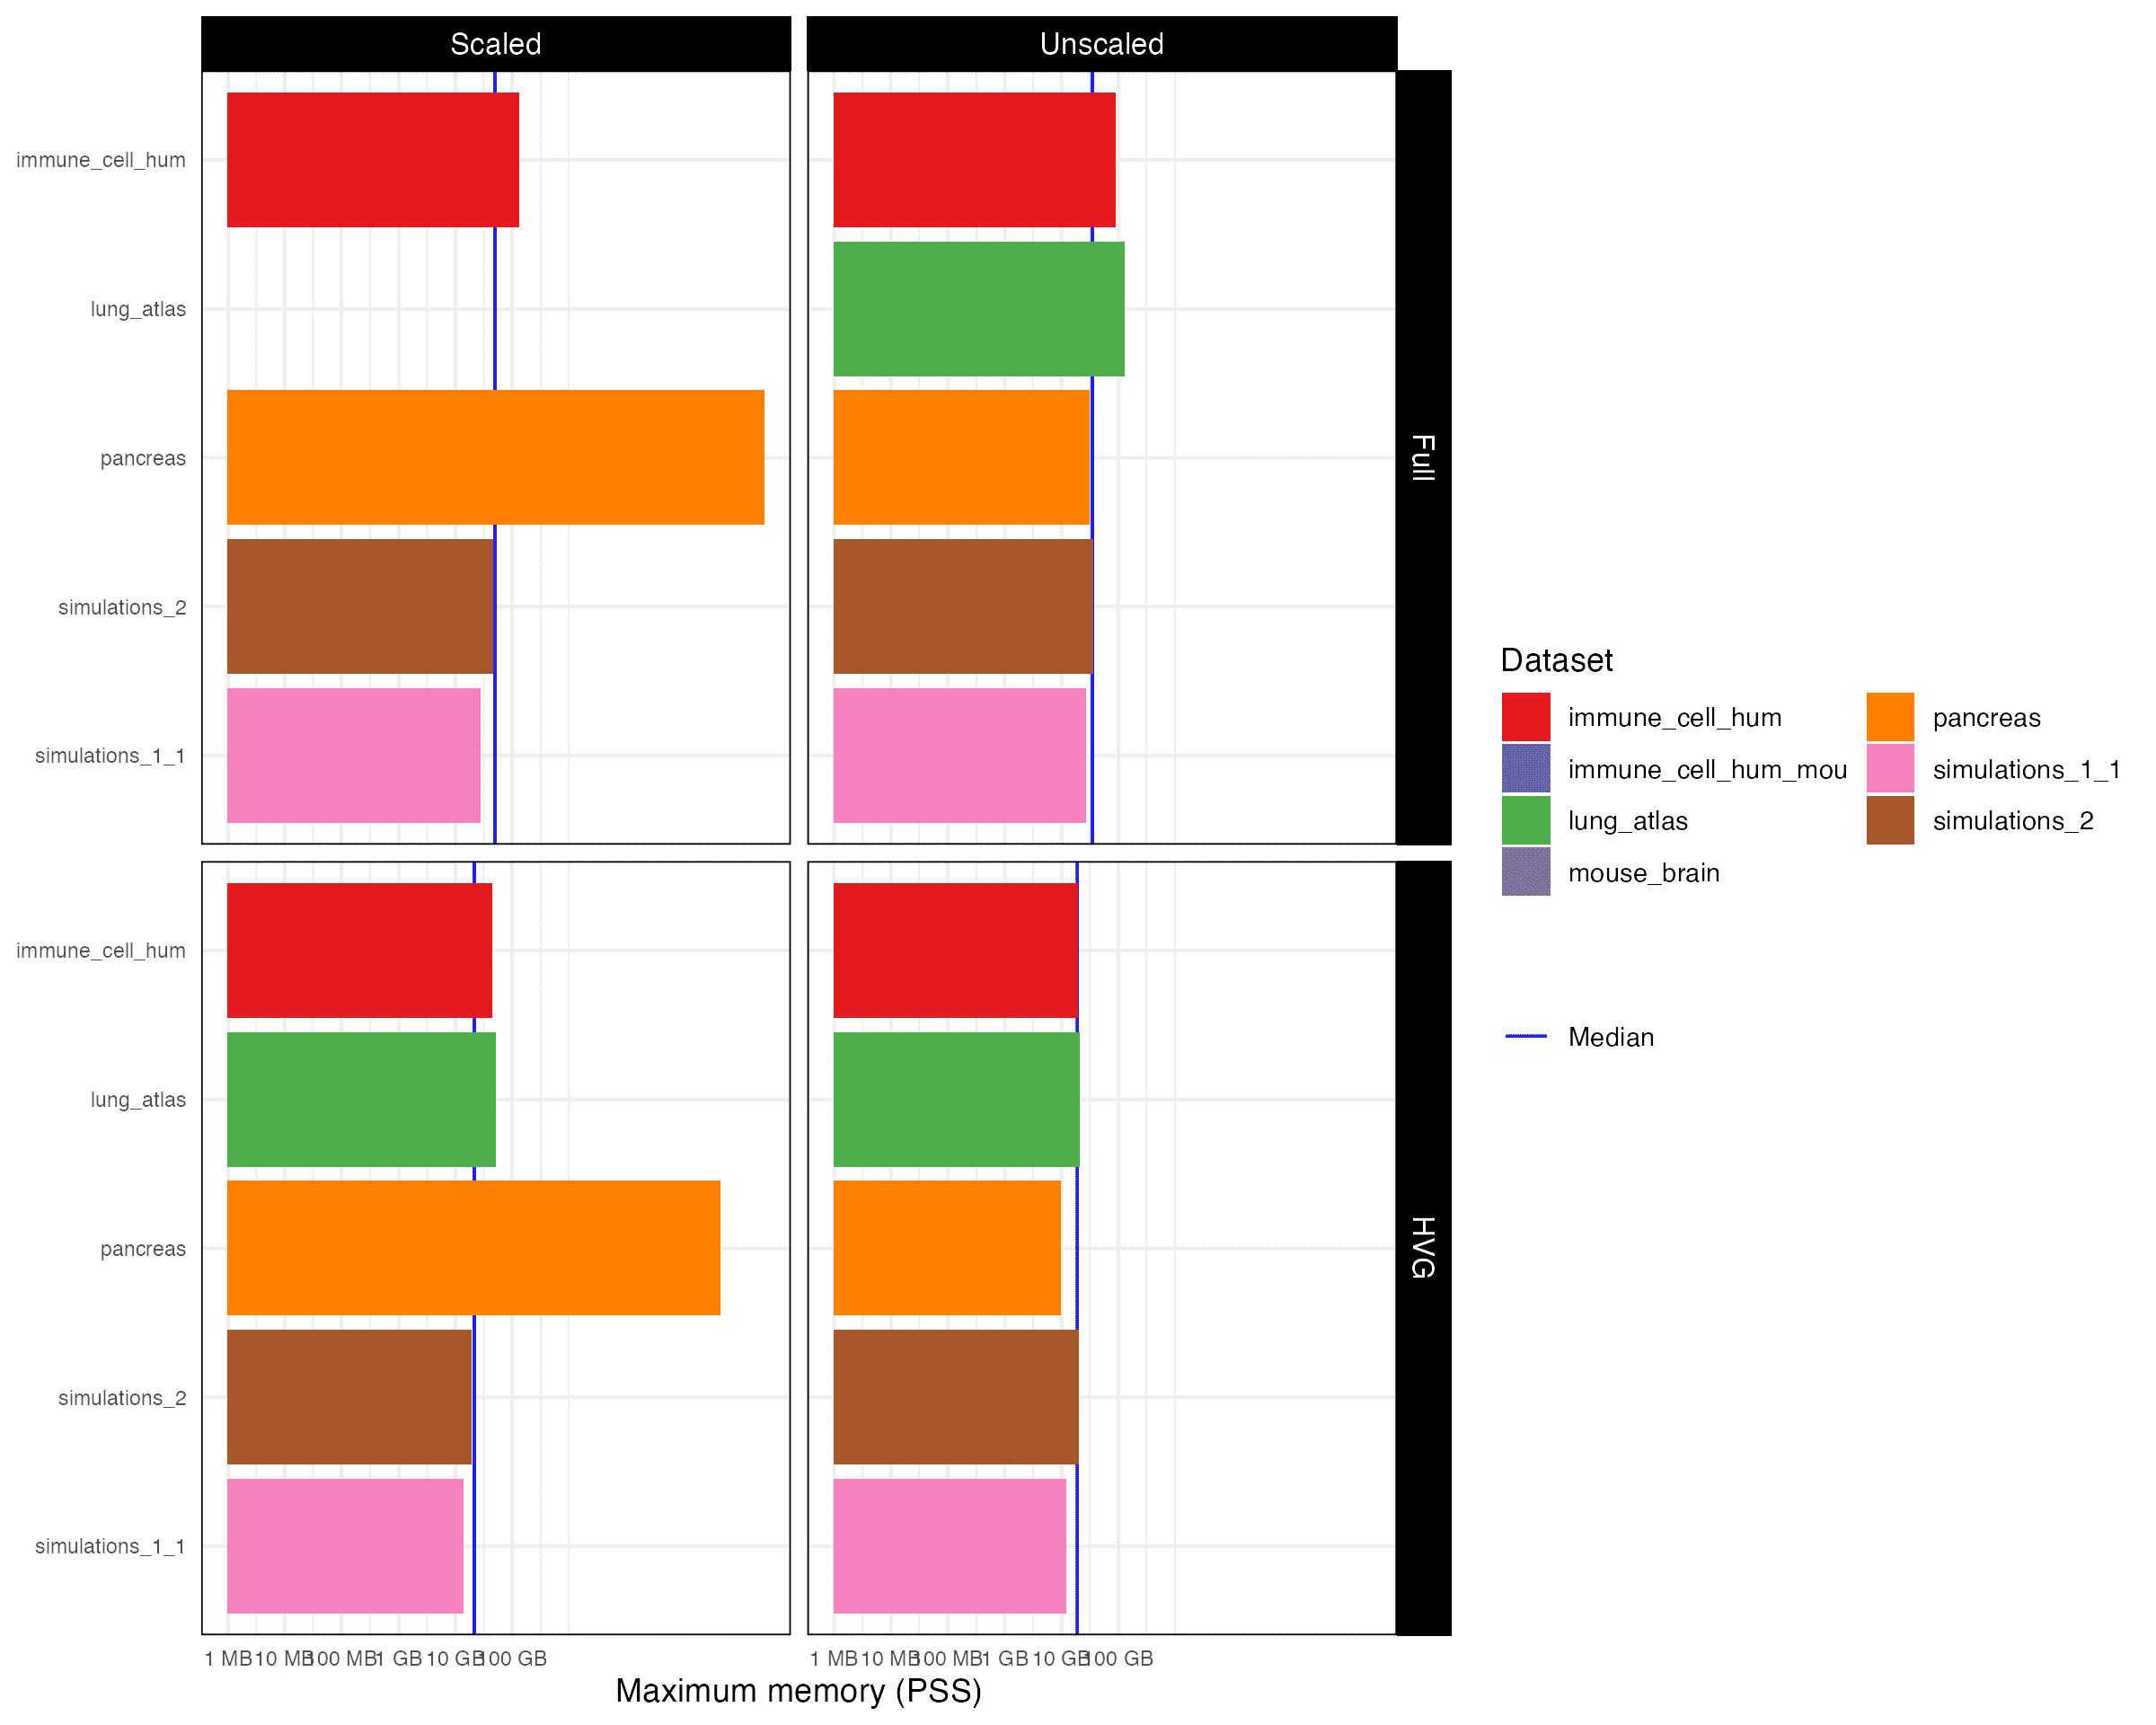 Scaled
Unscaled
immune_cell_hum
lung_atlas
pancreas
simulations_2
simulations_1_1
Full
immune_cell_hum
lung_atlas
pancreas
simulations_2
simulations_1_1
HVG
1 MB 10 MB 100 MB 1 GB 10 GB 100 GB
1 MB 10 MB 100 MB 1 GB 10 GB 100 GB
Maximum memory (PSS)
Dataset
immune_cell_hum
immune_cell_hum_mou
lung_atlas
mouse_brain
pancreas
simulations_1_1
simulations_2
Median